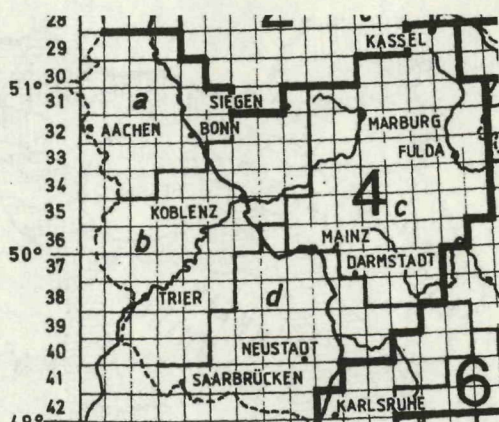 28
29
KASSEL
30
51°
31
a
SIEGEN
32
AACHEN
BONN
MARBURG
33
FULDA
34
4
c
35
KOBLENZ
36
b
MAINZ
50°
37
DARMSTADT
38
TRIER
d
39
40
NEUSTADT
6
41
SAARBRÜCKEN
42
KARLSRUHE